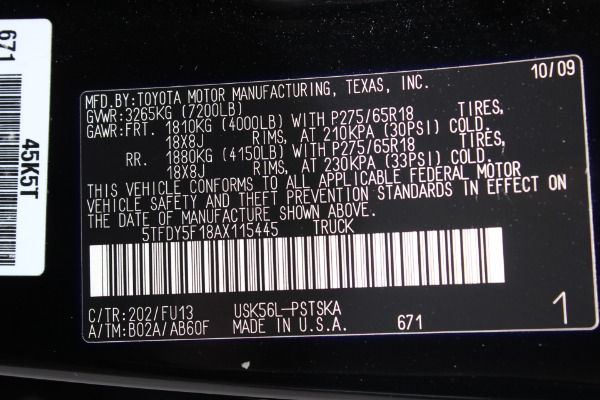 671
45K5T
10/09
MFD.BY:TOYOTA MOTOR MANUFACTURING, TEXAS, INC.
GVWR:3265KG (7200LB)
GAWR:FRT. 1810KG (4000LB) WITH P275/65R18 TIRES,
18X8J RIMS, AT 210KPA (30PSI) COLD.
RR. 1880KG (4150LB) WITH P275/65R18 TIRES,
18X8J RIMS, AT 230KPA (33PSI) COLD.
THIS VEHICLE CONFORMS TO ALL APPLICABLE FEDERAL MOTOR
VEHICLE SAFETY AND THEFT PREVENTION STANDARDS IN EFFECT ON
THE DATE OF MANUFACTURE SHOWN ABOVE.
5TFDY5F18AX115445 TRUCK
C/TR:202/FU13 USK56L-PSTSKA
A/TM:B02A/AB60F MADE IN U.S.A. 671
1